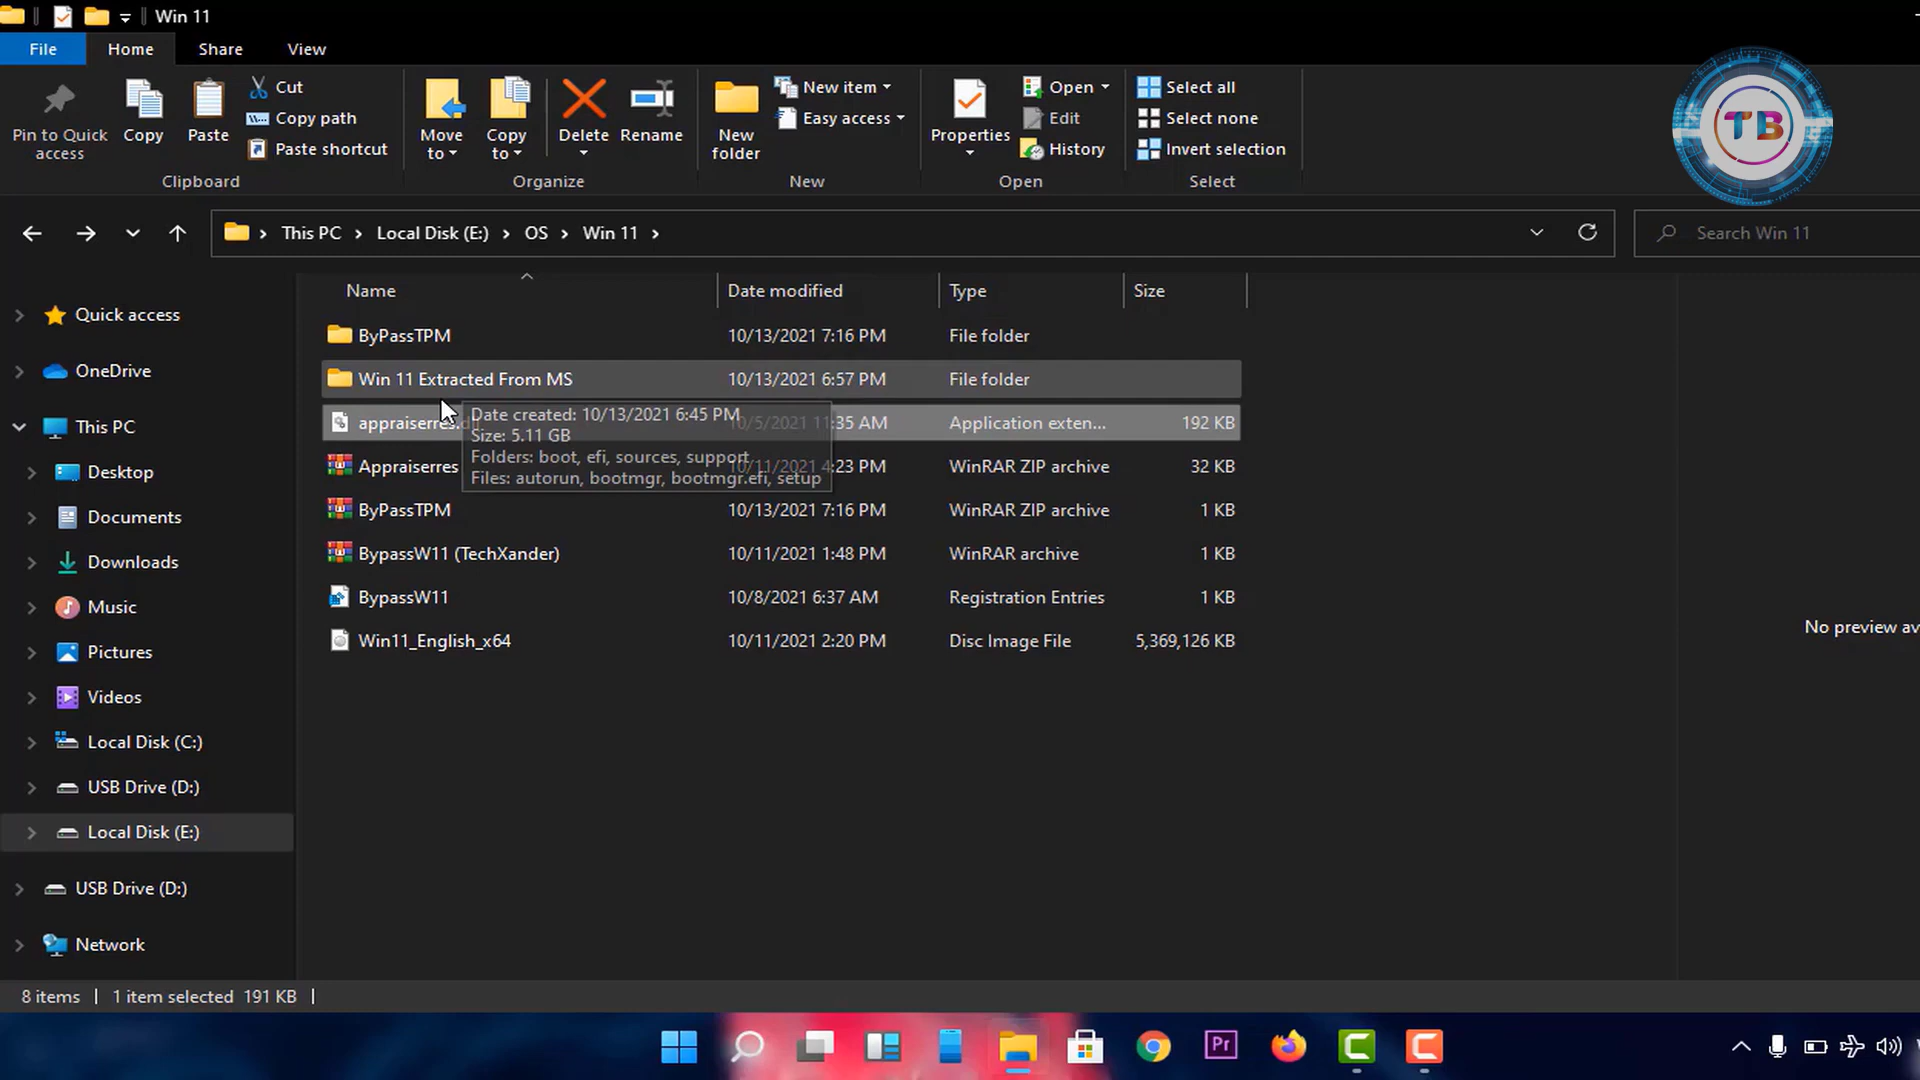 Win 11
File Home Share View
Pin to Quick access
Copy
Paste
Cut
Copy path
Paste shortcut
Clipboard
Move to
Copy to
Delete
Rename
Organize
New folder
New item
Easy access
New
Properties
Open
Edit
History
Open
Select all
Select none
Invert selection
Select
TB
This PC > Local Disk (E:) > OS > Win 11 >
Search Win 11
Quick access
OneDrive
This PC
Desktop
Documents
Downloads
Music
Pictures
Videos
Local Disk (C:)
USB Drive (D:)
Local Disk (E:)
USB Drive (D:)
Network
Name Date modified Type Size
ByPassTPM 10/13/2021 7:16 PM File folder
Win 11 Extracted From MS 10/13/2021 6:57 PM File folder
appraiserres. 10/5/2021 11:35 AM Application exten... 192 KB
Appraiserres 4:23 PM WinRAR ZIP archive 32 KB
ByPassTPM 10/13/2021 7:16 PM WinRAR ZIP archive 1 KB
BypassW11 (TechXander) 10/11/2021 1:48 PM WinRAR archive 1 KB
BypassW11 10/8/2021 6:37 AM Registration Entries 1 KB
Win11_English_x64 10/11/2021 2:20 PM Disc Image File 5,369,126 KB
Date created: 10/13/2021 6:45 PM
Size: 5.11 GB
Folders: boot, efi, sources, support
Files: autorun, bootmgr, bootmgr.efi, setup
No preview av
8 items 1 item selected 191 KB
Pr